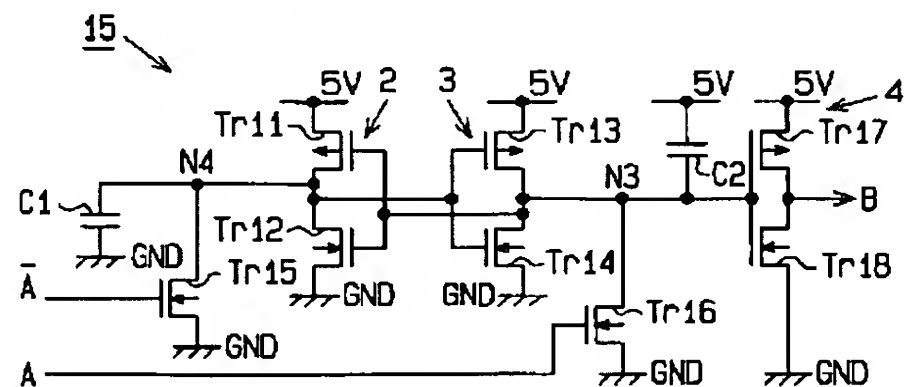 15
5V 2 3 5V 5V 5V 4
Tr11 Tr13 Tr17
N4 N3 C2
C1 B
Tr12
GND Tr14 Tr18
A̅ Tr15 GND GND
Tr16
GND
A GND GND